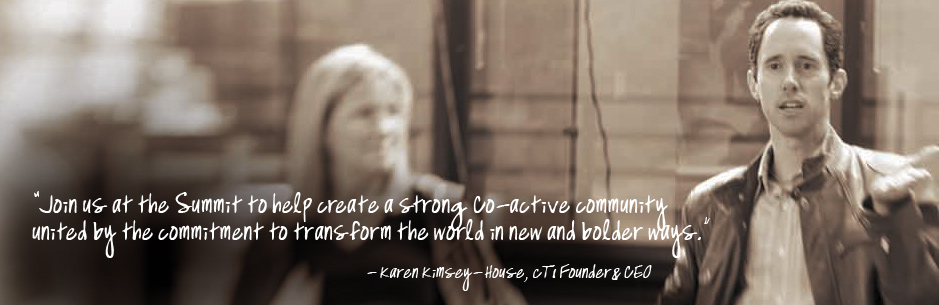 "Join us at the Summit to help create a strong Co-active community
united by the commitment to transform the world in new and bolder ways."
- Karen Kimsey-House, CTI Founder & CEO